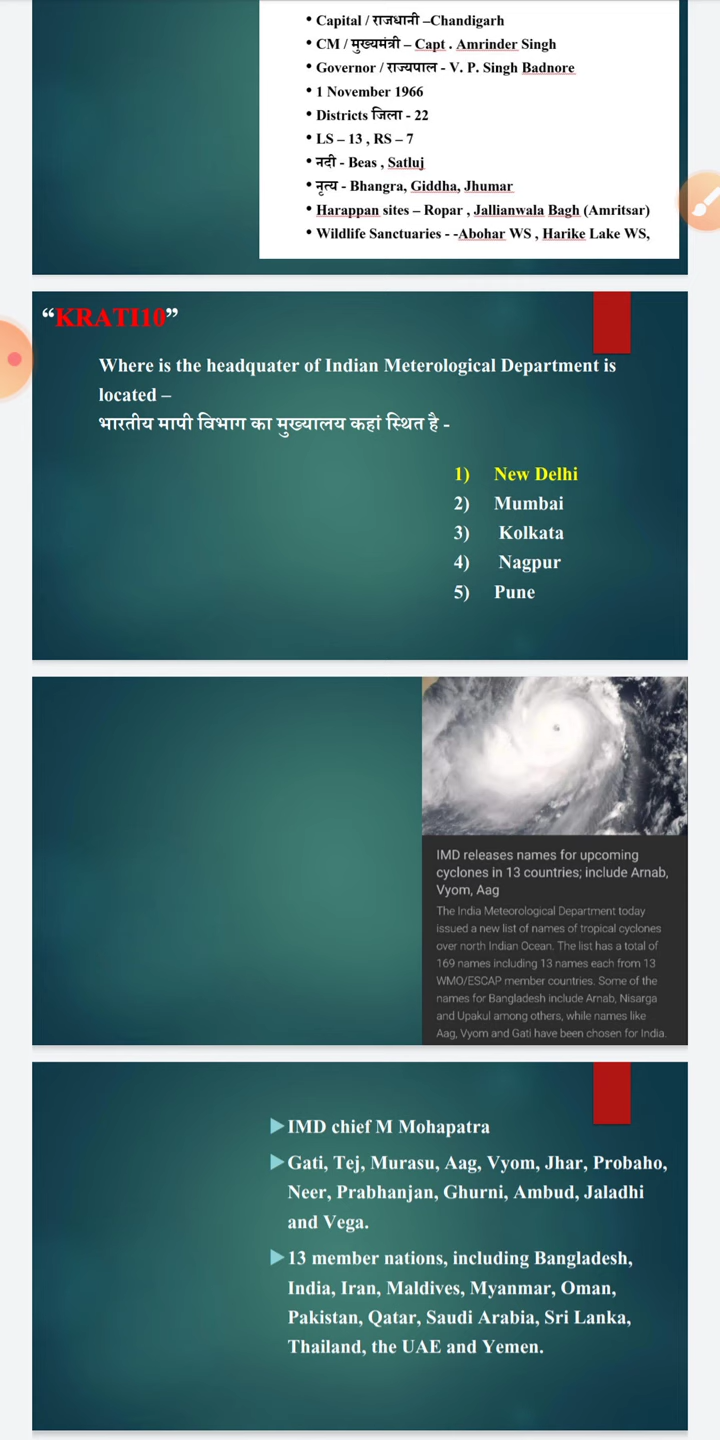 • Capital / राजधानी –Chandigarh
• CM / मुख्यमंत्री – Capt . Amrinder Singh
• Governor / राज्यपाल - V. P. Singh Badnore
• 1 November 1966
• Districts जिला - 22
• LS – 13 , RS – 7
• नदी - Beas , Satluj
• नृत्य - Bhangra, Giddha, Jhumar
• Harappan sites – Ropar , Jallianwala Bagh (Amritsar)
• Wildlife Sanctuaries - -Abohar WS , Harike Lake WS,
“KRATI10”
Where is the headquater of Indian Meterological Department is
located –
भारतीय मापी विभाग का मुख्यालय कहां स्थित है -
1) New Delhi
2) Mumbai
3) Kolkata
4) Nagpur
5) Pune
IMD releases names for upcoming
cyclones in 13 countries; include Arnab,
Vyom, Aag
The India Meteorological Department today
issued a new list of names of tropical cyclones
over north Indian Ocean. The list has a total of
169 names including 13 names each from 13
WMO/ESCAP member countries. Some of the
names for Bangladesh include Arnab, Nisarga
and Upakul among others, while names like
Aag, Vyom and Gati have been chosen for India.
IMD chief M Mohapatra
Gati, Tej, Murasu, Aag, Vyom, Jhar, Probaho,
Neer, Prabhanjan, Ghurni, Ambud, Jaladhi
and Vega.
13 member nations, including Bangladesh,
India, Iran, Maldives, Myanmar, Oman,
Pakistan, Qatar, Saudi Arabia, Sri Lanka,
Thailand, the UAE and Yemen.